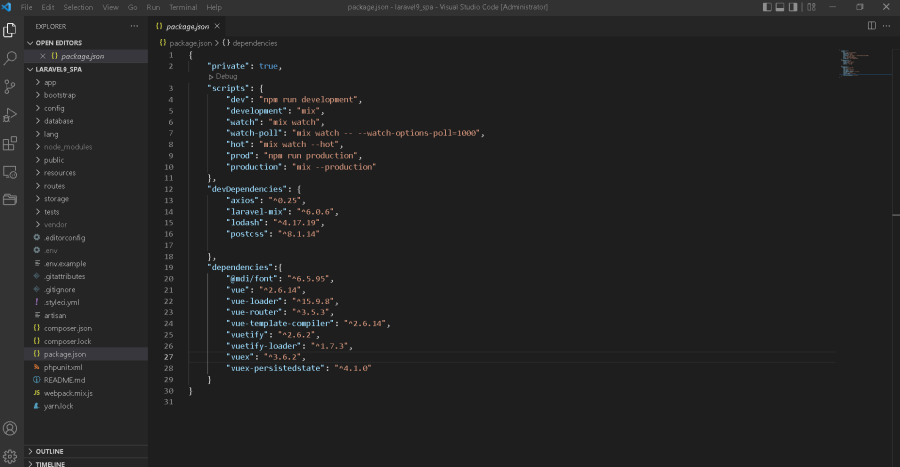 File Edit Selection View Go Run Terminal Help
package.json - laravel9_spa - Visual Studio Code [Administrator]
EXPLORER
OPEN EDITORS
{} package.json
LARAVEL9_SPA
app
bootstrap
config
database
lang
node_modules
public
resources
routes
storage
tests
vendor
.editorconfig
.env
.env.example
.gitattributes
.gitignore
.styleci.yml
artisan
{} composer.json
{} composer.lock
{} package.json
phpunit.xml
README.md
JS webpack.mix.js
yarn.lock
OUTLINE
TIMELINE
{} package.json
{} package.json > {} dependencies
1 {
2 "private": true,
Debug
3 "scripts": {
4 "dev": "npm run development",
5 "development": "mix",
6 "watch": "mix watch",
7 "watch-poll": "mix watch -- --watch-options-poll=1000",
8 "hot": "mix watch --hot",
9 "prod": "npm run production",
10 "production": "mix --production"
11 },
12 "devDependencies": {
13 "axios": "^0.25",
14 "laravel-mix": "^6.0.6",
15 "lodash": "^4.17.19",
16 "postcss": "^8.1.14"
17
18 },
19 "dependencies":{
20 "@mdi/font": "^6.5.95",
21 "vue": "^2.6.14",
22 "vue-loader": "^15.9.8",
23 "vue-router": "^3.5.3",
24 "vue-template-compiler": "^2.6.14",
25 "vuetify": "^2.6.2",
26 "vuetify-loader": "^1.7.3",
27 "vuex": "^3.6.2",
28 "vuex-persistedstate": "^4.1.0"
29 }
30 }
31